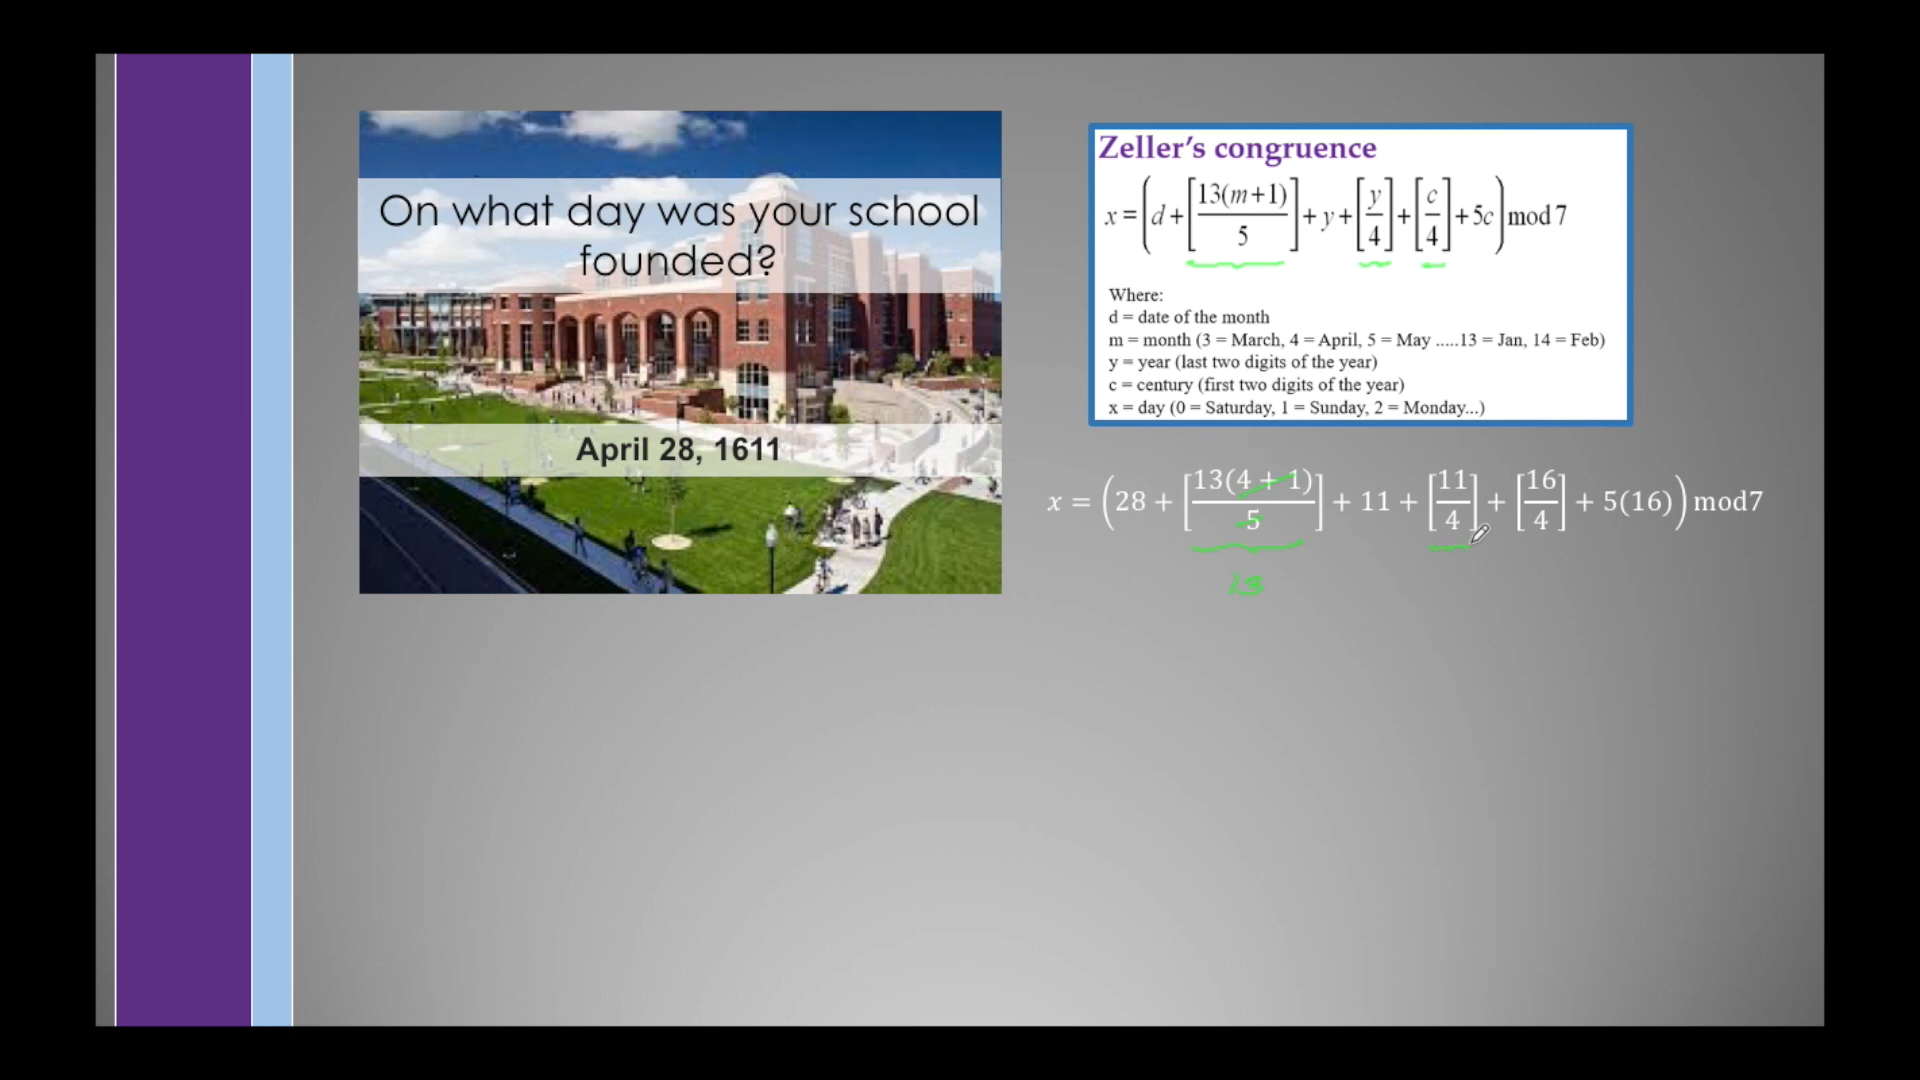 On what day was your school
founded?
April 28, 1611
Zeller's congruence
x = (d + [13(m+1)/5] + y + [y/4] + [c/4] + 5c) mod 7
Where:
d = date of the month
m = month (3 = March, 4 = April, 5 = May .....13 = Jan, 14 = Feb)
y = year (last two digits of the year)
c = century (first two digits of the year)
x = day (0 = Saturday, 1 = Sunday, 2 = Monday...)
x = (28 + [13(4 + 1)/5] + 11 + [11/4] + [16/4] + 5(16)) mod7
13